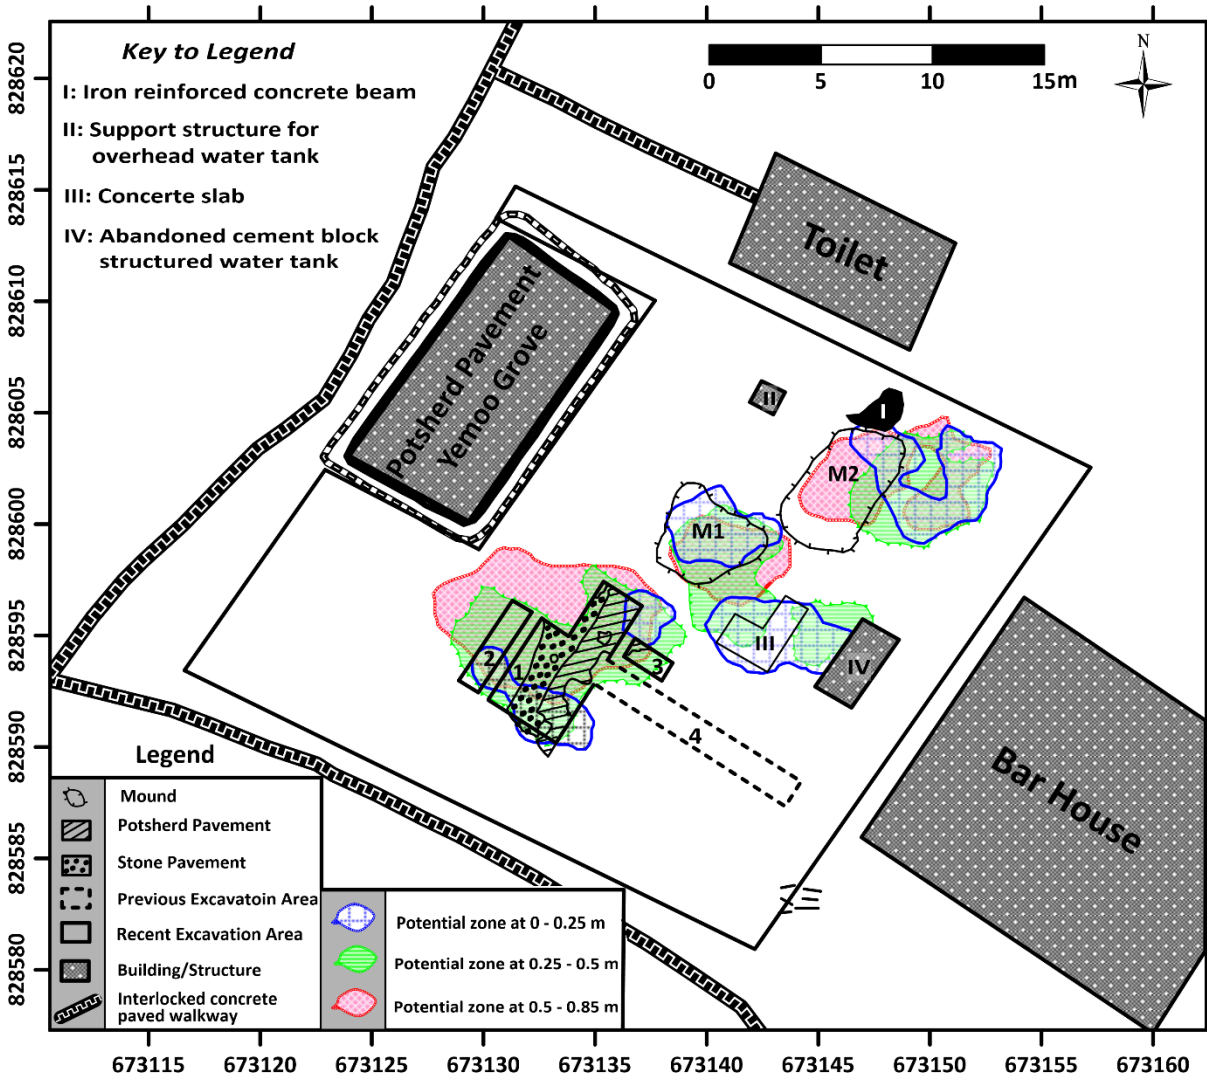 Key to Legend
I: Iron reinforced concrete beam
II: Support structure for
overhead water tank
III: Concerte slab
IV: Abandoned cement block
structured water tank
0 5 10 15m
N
828620
828615
828610
828605
828600
828595
828590
828585
828580
Toilet
Potsherd Pavement
Yemoo Grove
II
I
M2
M1
III
IV
2
1
3
4
Bar House
Legend
Mound
Potsherd Pavement
Stone Pavement
Previous Excavatoin Area
Recent Excavation Area
Building/Structure
Interlocked concrete
paved walkway
Potential zone at 0 - 0.25 m
Potential zone at 0.25 - 0.5 m
Potential zone at 0.5 - 0.85 m
673115 673120 673125 673130 673135 673140 673145 673150 673155 673160